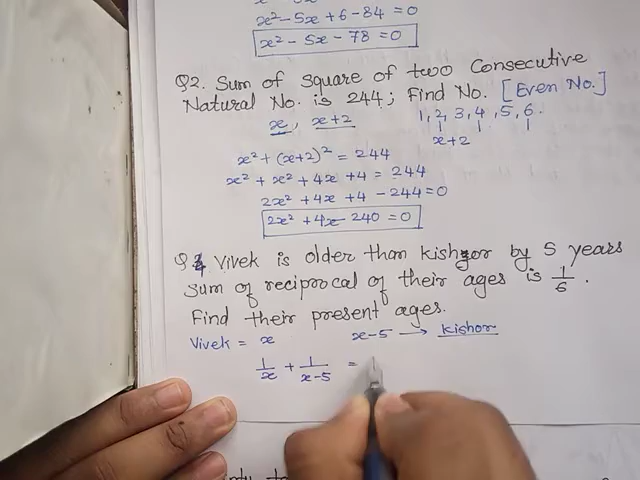 x² - 5x + 6 - 84 = 0
x² - 5x - 78 = 0
Q2. Sum of square of two Consecutive
Natural No. is 244; Find No. [Even No.]
x, x+2 1, 2, 3, 4, 5, 6.
x+2
x² + (x+2)² = 244
x² + x² + 4x + 4 = 244
2x² + 4x + 4 - 244 = 0
2x² + 4x - 240 = 0
Vivek is older than kishor by 5 years
Sum of reciprocal of their ages is 1/6.
Find their present ages.
Vivek = x x-5 → kishor
1/x + 1/x-5 =